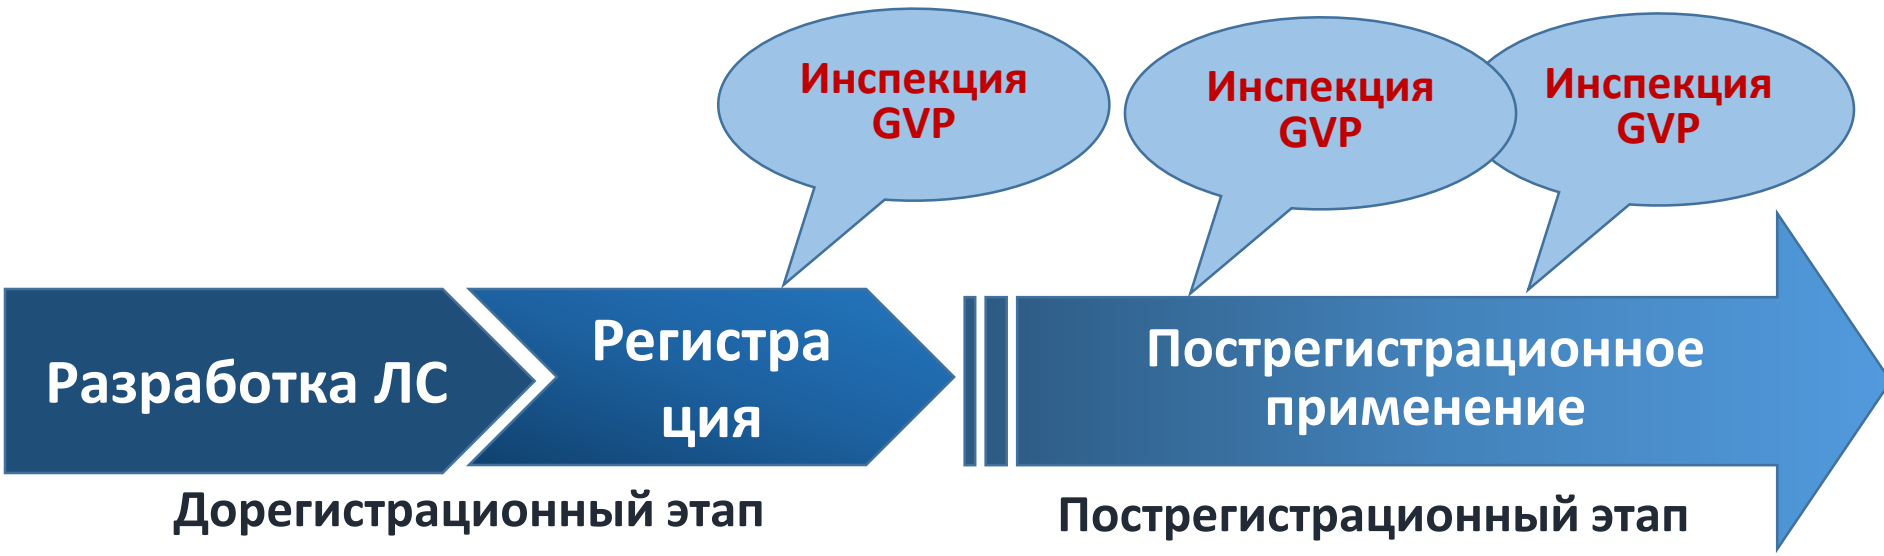 Инспекция
GVP
Инспекция
GVP
Инспекция
GVP
Разработка ЛС
Регистра
ция
Пострегистрационное
применение
Дорегистрационный этап
Пострегистрационный этап